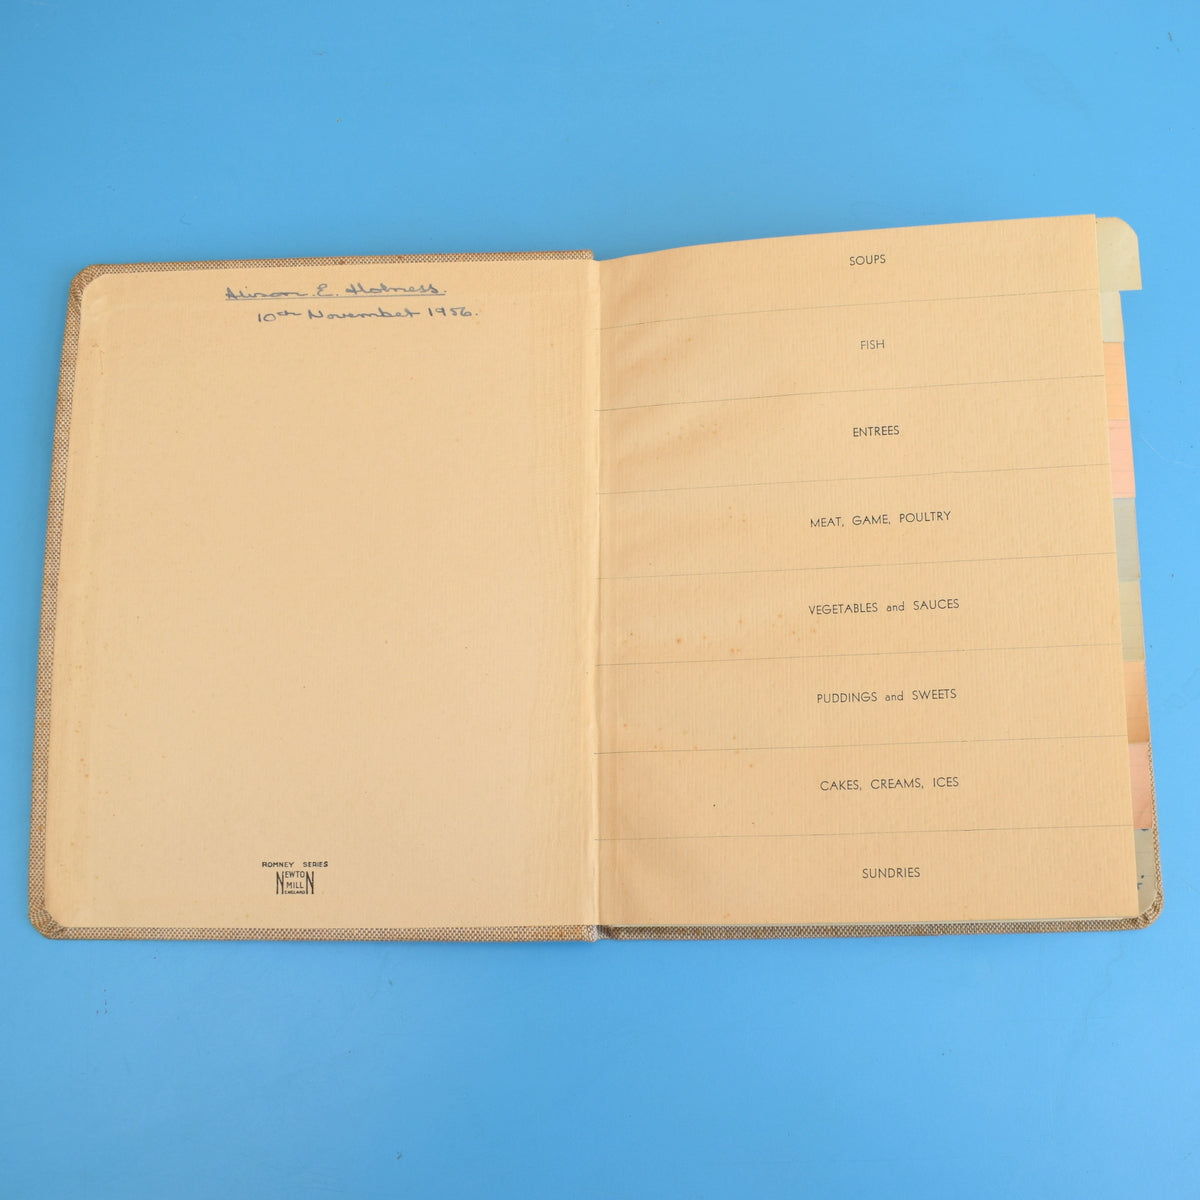 Alison. E. Holness.
10th November 1956.
ROMNEY SERIES
NEWTON
MILL
ENGLAND
SOUPS
FISH
ENTREES
MEAT, GAME, POULTRY
VEGETABLES and SAUCES
PUDDINGS and SWEETS
CAKES, CREAMS, ICES
SUNDRIES